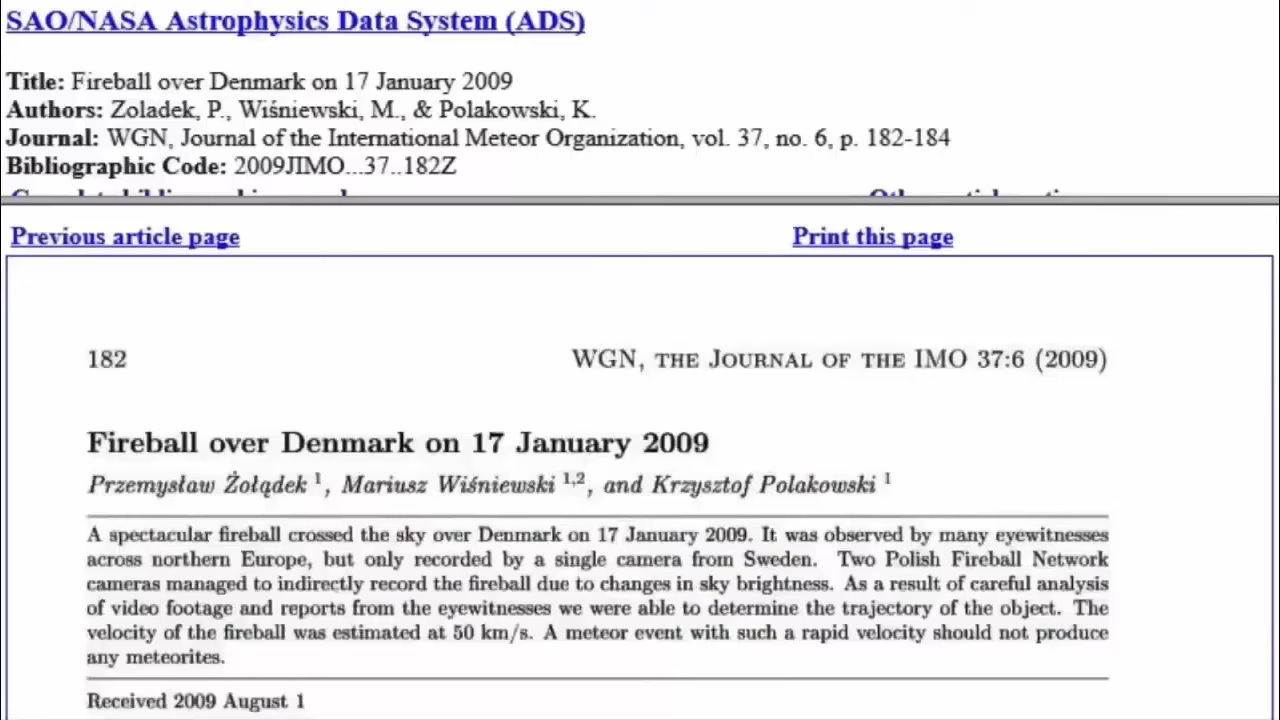 SAO/NASA Astrophysics Data System (ADS)
Title: Fireball over Denmark on 17 January 2009
Authors: Zoladek, P., Wiśniewski, M., & Polakowski, K.
Journal: WGN, Journal of the International Meteor Organization, vol. 37, no. 6, p. 182-184
Bibliographic Code: 2009JIMO...37..182Z
Previous article page Print this page
182 WGN, THE JOURNAL OF THE IMO 37:6 (2009)
Fireball over Denmark on 17 January 2009
Przemysław Żołądek 1, Mariusz Wiśniewski 1,2, and Krzysztof Polakowski 1
A spectacular fireball crossed the sky over Denmark on 17 January 2009. It was observed by many eyewitnesses
across northern Europe, but only recorded by a single camera from Sweden. Two Polish Fireball Network
cameras managed to indirectly record the fireball due to changes in sky brightness. As a result of careful analysis
of video footage and reports from the eyewitnesses we were able to determine the trajectory of the object. The
velocity of the fireball was estimated at 50 km/s. A meteor event with such a rapid velocity should not produce
any meteorites.
Received 2009 August 1